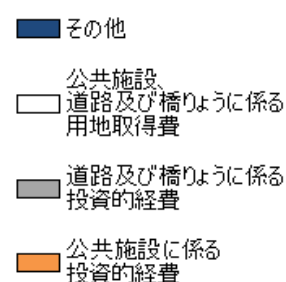 その他
公共施設、
道路及び橋りょうに係る
用地取得費
道路及び橋りょうに係る
投資的経費
公共施設に係る
投資的経費